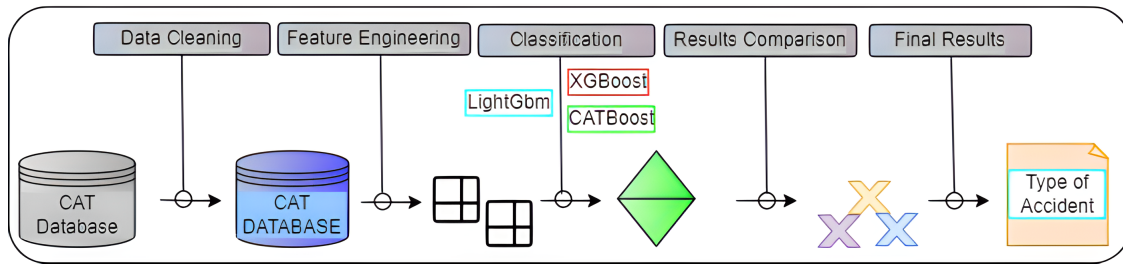 Data Cleaning
Feature Engineering
Classification
Results Comparison
Final Results
LightGbm
XGBoost
CATBoost
CAT
Database
CAT
DATABASE
Type of
Accident